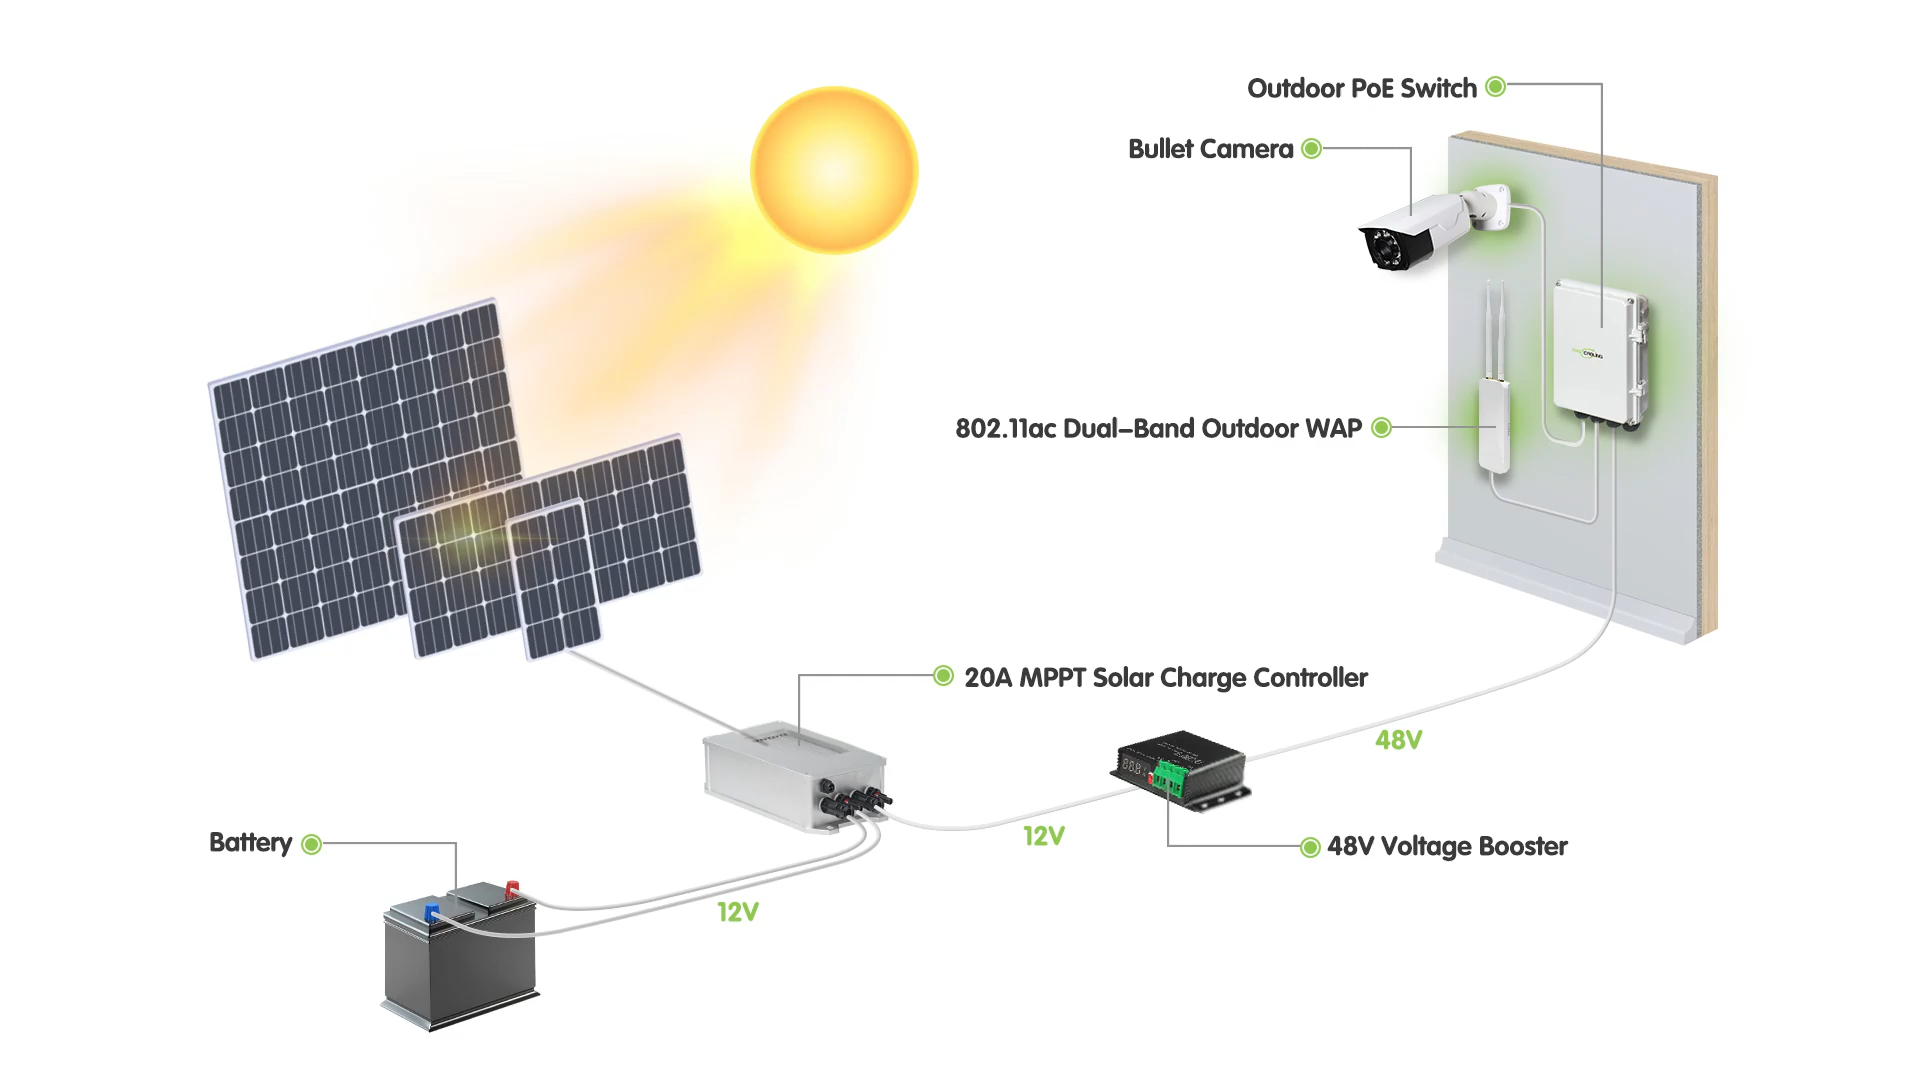 Outdoor PoE Switch
Bullet Camera
802.11ac Dual-Band Outdoor WAP
20A MPPT Solar Charge Controller
48V
12V
48V Voltage Booster
Battery
12V